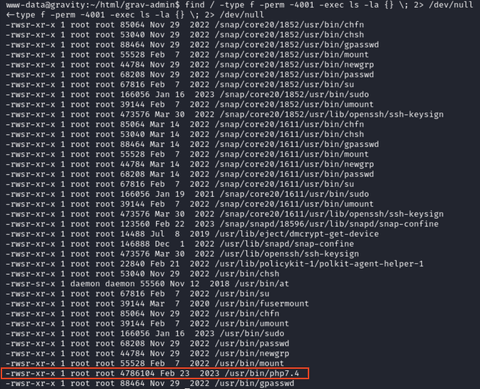 www-data@gravity:~/html/grav-admin$ find / -type f -perm -4001 -exec ls -la {} \; 2> /dev/null
<type f -perm -4001 -exec ls -la {} \; 2> /dev/null
-rwsr-xr-x 1 root root 85064 Nov 29  2022 /snap/core20/1852/usr/bin/chfn
-rwsr-xr-x 1 root root 53040 Nov 29  2022 /snap/core20/1852/usr/bin/chsh
-rwsr-xr-x 1 root root 88464 Nov 29  2022 /snap/core20/1852/usr/bin/gpasswd
-rwsr-xr-x 1 root root 55528 Feb  7  2022 /snap/core20/1852/usr/bin/mount
-rwsr-xr-x 1 root root 44784 Nov 29  2022 /snap/core20/1852/usr/bin/newgrp
-rwsr-xr-x 1 root root 68208 Nov 29  2022 /snap/core20/1852/usr/bin/passwd
-rwsr-xr-x 1 root root 67816 Feb  7  2022 /snap/core20/1852/usr/bin/su
-rwsr-xr-x 1 root root 166056 Jan 16  2023 /snap/core20/1852/usr/bin/sudo
-rwsr-xr-x 1 root root 39144 Feb  7  2022 /snap/core20/1852/usr/bin/umount
-rwsr-xr-x 1 root root 473576 Mar 30  2022 /snap/core20/1852/usr/lib/openssh/ssh-keysign
-rwsr-xr-x 1 root root 85064 Mar 14  2022 /snap/core20/1611/usr/bin/chfn
-rwsr-xr-x 1 root root 53040 Mar 14  2022 /snap/core20/1611/usr/bin/chsh
-rwsr-xr-x 1 root root 88464 Mar 14  2022 /snap/core20/1611/usr/bin/gpasswd
-rwsr-xr-x 1 root root 55528 Feb  7  2022 /snap/core20/1611/usr/bin/mount
-rwsr-xr-x 1 root root 44784 Mar 14  2022 /snap/core20/1611/usr/bin/newgrp
-rwsr-xr-x 1 root root 68208 Mar 14  2022 /snap/core20/1611/usr/bin/passwd
-rwsr-xr-x 1 root root 67816 Feb  7  2022 /snap/core20/1611/usr/bin/su
-rwsr-xr-x 1 root root 166056 Jan 19  2021 /snap/core20/1611/usr/bin/sudo
-rwsr-xr-x 1 root root 39144 Feb  7  2022 /snap/core20/1611/usr/bin/umount
-rwsr-xr-x 1 root root 473576 Mar 30  2022 /snap/core20/1611/usr/lib/openssh/ssh-keysign
-rwsr-xr-x 1 root root 123560 Feb 22  2023 /snap/snapd/18596/usr/lib/snapd/snap-confine
-rwsr-xr-x 1 root root 14488 Jul  8  2019 /usr/lib/eject/dmcrypt-get-device
-rwsr-xr-x 1 root root 146888 Dec  1  2022 /usr/lib/snapd/snap-confine
-rwsr-xr-x 1 root root 473576 Mar 30  2022 /usr/lib/openssh/ssh-keysign
-rwsr-xr-x 1 root root 22840 Feb 21  2022 /usr/lib/policykit-1/polkit-agent-helper-1
-rwsr-xr-x 1 root root 53040 Nov 29  2022 /usr/bin/chsh
-rwsr-sr-x 1 daemon daemon 55560 Nov 12  2018 /usr/bin/at
-rwsr-xr-x 1 root root 67816 Feb  7  2022 /usr/bin/su
-rwsr-xr-x 1 root root 39144 Mar  7  2020 /usr/bin/fusermount
-rwsr-xr-x 1 root root 85064 Nov 29  2022 /usr/bin/chfn
-rwsr-xr-x 1 root root 39144 Feb  7  2022 /usr/bin/umount
-rwsr-xr-x 1 root root 166056 Jan 16  2023 /usr/bin/sudo
-rwsr-xr-x 1 root root 68208 Nov 29  2022 /usr/bin/passwd
-rwsr-xr-x 1 root root 44784 Nov 29  2022 /usr/bin/newgrp
-rwsr-xr-x 1 root root 55528 Feb  7  2022 /usr/bin/mount
-rwsr-xr-x 1 root root 4786104 Feb 23  2023 /usr/bin/php7.4
-rwsr-xr-x 1 root root 88464 Nov 29  2022 /usr/bin/gpasswd